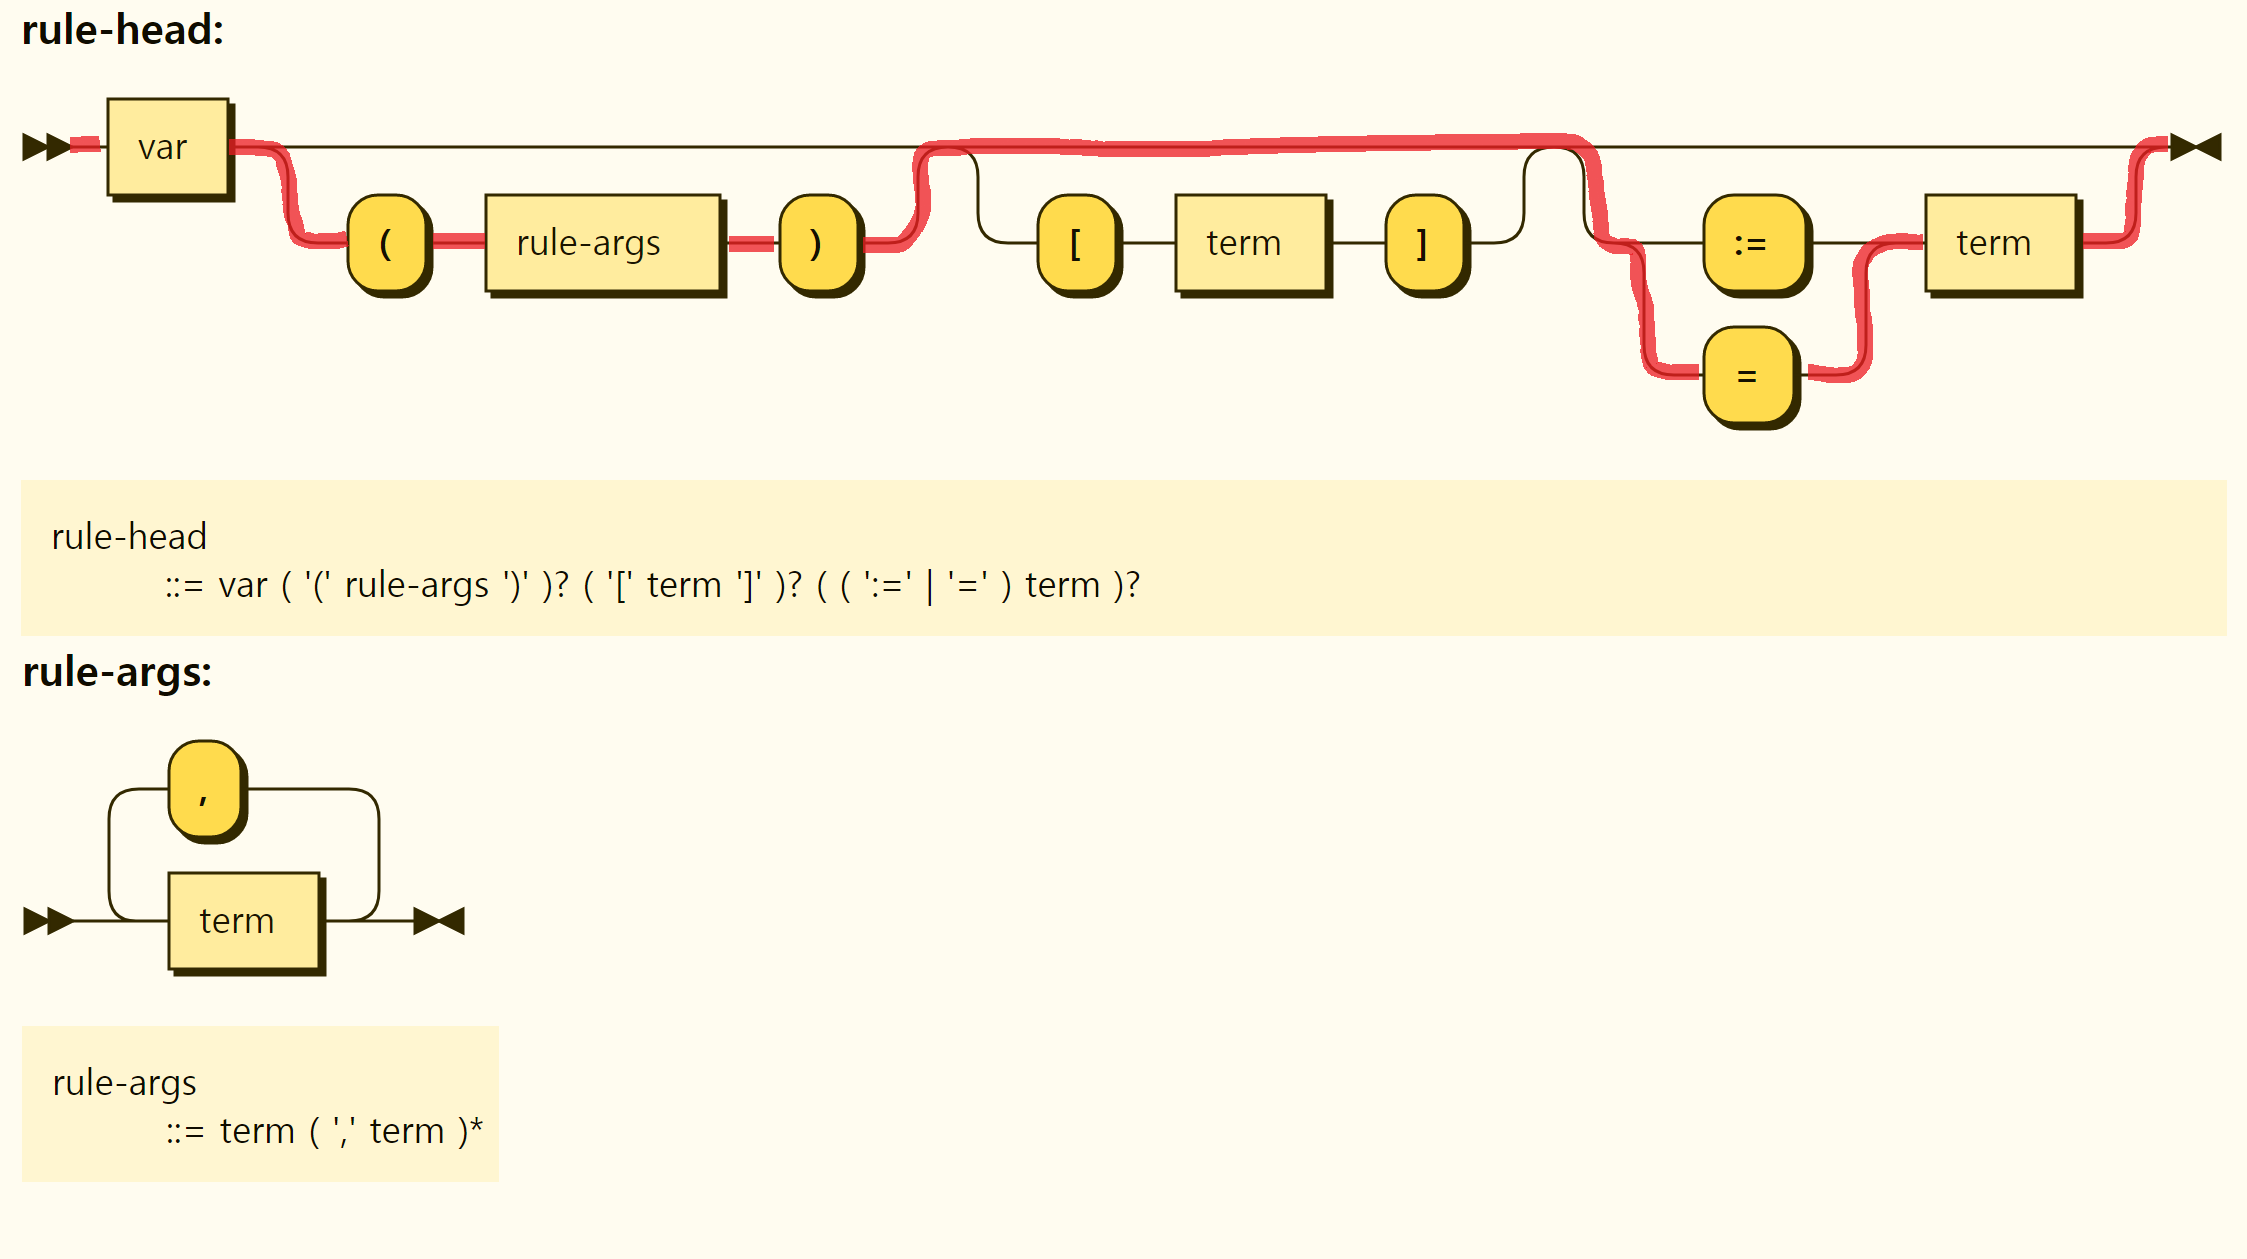 rule-head:
var
( rule-args ) [ term ] := term
=
rule-head
::= var ( '(' rule-args ')' )? ( '[' term ']' )? ( ( ':=' | '=' ) term )?
rule-args:
,
term
rule-args
::= term ( ',' term )*